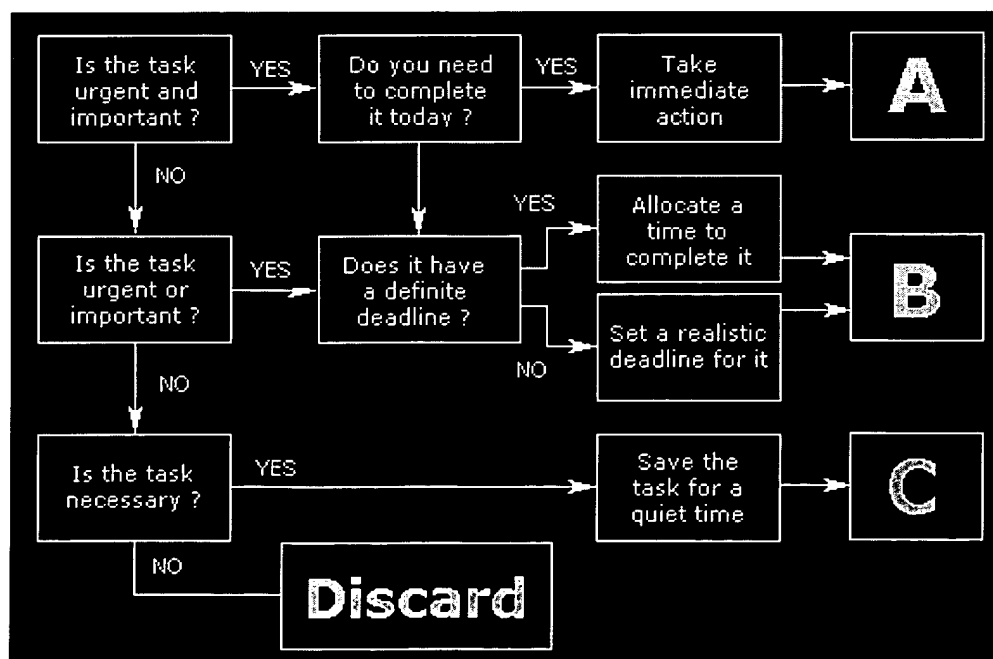 Is the task
urgent and
important ?
YES
Do you need
to complete
it today ?
YES
Take
immediate
action
A
NO
Is the task
urgent or
important ?
YES
Does it have
a definite
deadline ?
YES
Allocate a
time to
complete it
NO
Set a realistic
deadline for it
B
NO
Is the task
necessary ?
YES
Save the
task for a
quiet time
C
NO
Discard